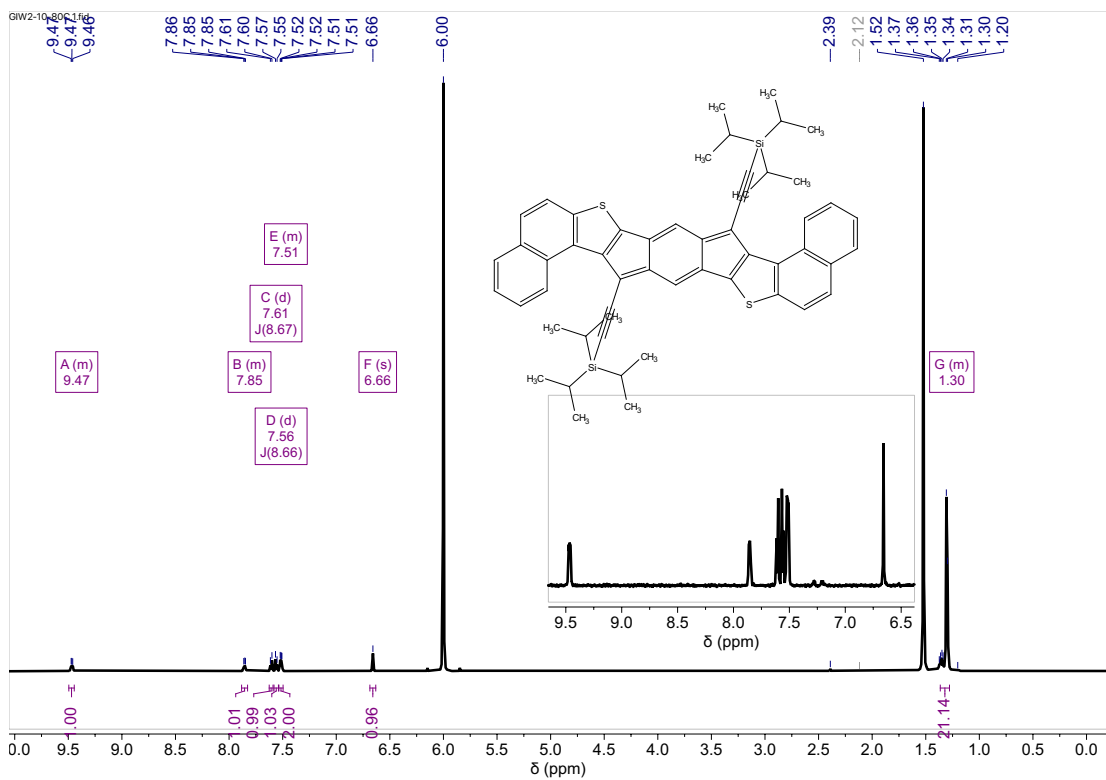 GIW2-10-80C.1.fid
9.47
9.47
9.46
7.86
7.85
7.85
7.61
7.60
7.57
7.55
7.52
7.52
7.51
7.51
6.66
6.00
2.39
2.12
1.52
1.37
1.36
1.35
1.34
1.31
1.30
1.20
CH₃
CH₃
H₃C
CH₃
Si
H₃C
H₃C
CH₃
S
S
E (m)
7.51
C (d)
7.61
J(8.67)
A (m)
9.47
B (m)
7.85
F (s)
6.66
D (d)
7.56
J(8.66)
G (m)
1.30
H₃C
CH₃
Si
H₃C
CH₃
CH₃
CH₃
9.5 9.0 8.5 8.0 7.5 7.0 6.5
δ (ppm)
1.00
1.01
0.99
1.03
2.00
0.96
21.14
9.5 9.0 8.5 8.0 7.5 7.0 6.5 6.0 5.5 5.0 4.5 4.0 3.5 3.0 2.5 2.0 1.5 1.0 0.5 0.0
δ (ppm)